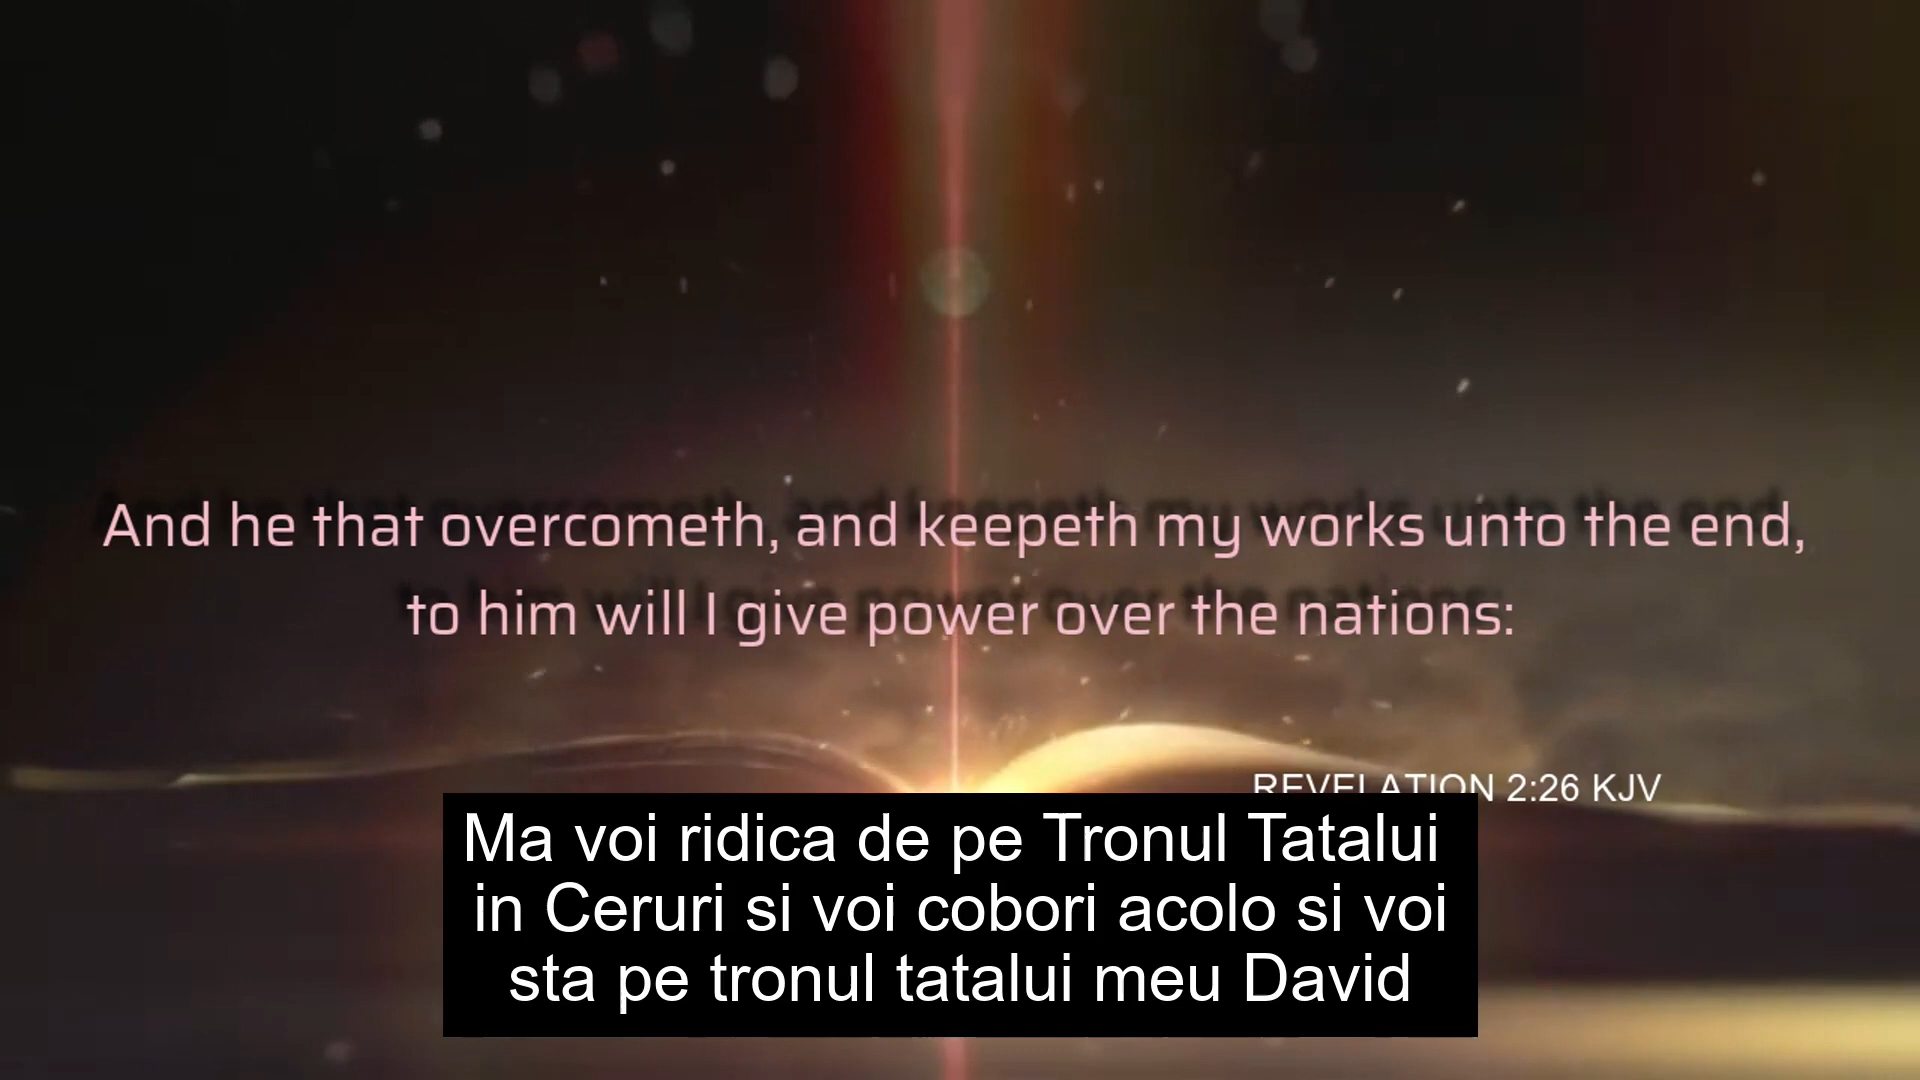 And he that overcometh, and keepeth my works unto the end,
to him will I give power over the nations:
REVELATION 2:26 KJV
Ma voi ridica de pe Tronul Tatalui
in Ceruri si voi cobori acolo si voi
sta pe tronul tatalui meu David